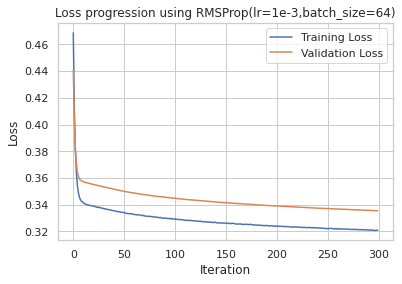 Loss progression using RMSProp(lr=1e-3,batch_size=64)
Training Loss
Validation Loss
0.46
0.44
0.42
0.40
0.38
0.36
0.34
0.32
Loss
0 50 100 150 200 250 300
Iteration